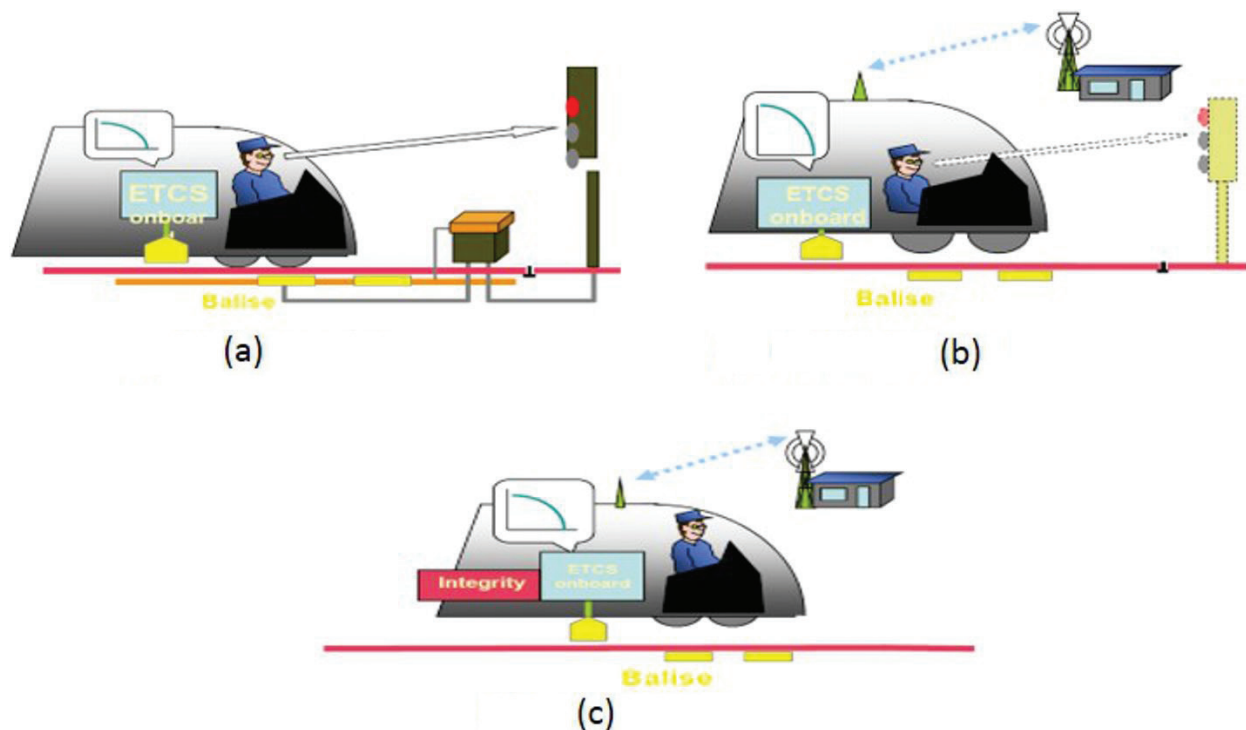 ETCS
onboar
Balise
(a)
ETCS
onboard
Balise
(b)
Integrity
ETCS
onboard
Balise
(c)